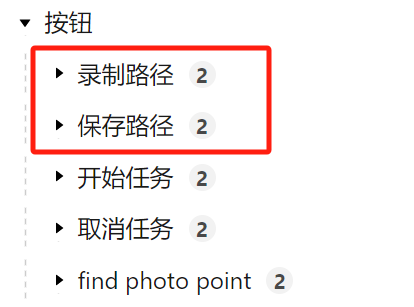 按钮
录制路径 2
保存路径 2
开始任务 2
取消任务 2
find photo point 2